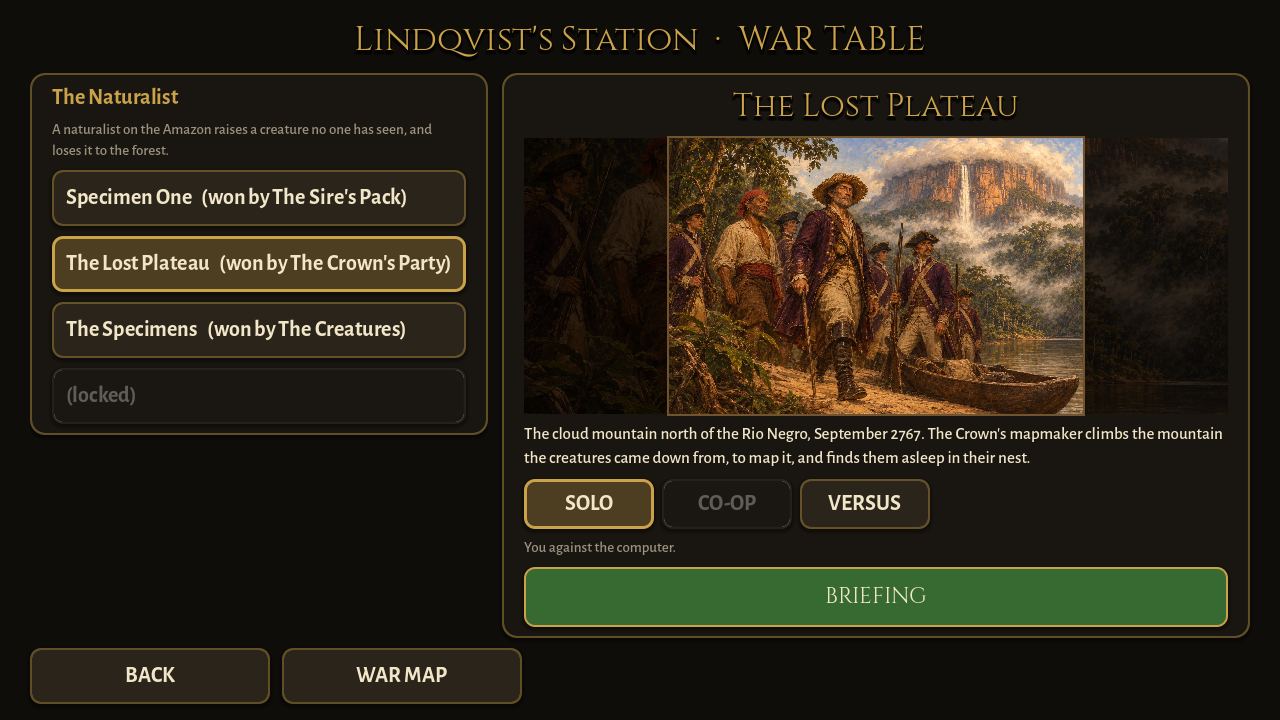 Lindqvist's Station · WAR TABLE
The Naturalist
A naturalist on the Amazon raises a creature no one has seen, and
loses it to the forest.
Specimen One (won by The Sire's Pack)
The Lost Plateau (won by The Crown's Party)
The Specimens (won by The Creatures)
(locked)
The Lost Plateau
The cloud mountain north of the Rio Negro, September 2767. The Crown's mapmaker climbs the mountain
the creatures came down from, to map it, and finds them asleep in their nest.
SOLO
CO-OP
VERSUS
You against the computer.
BRIEFING
BACK
WAR MAP